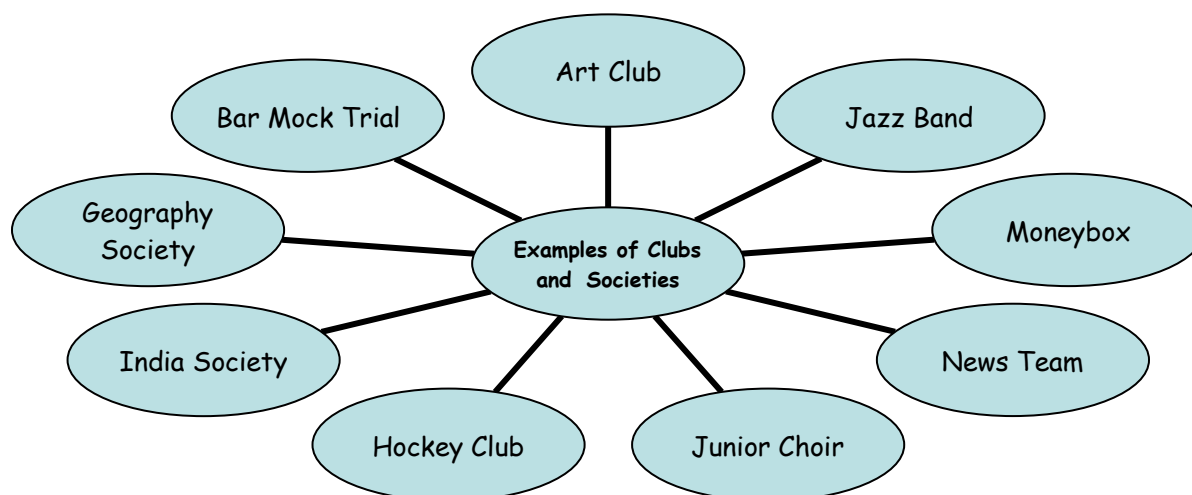 Art Club
Bar Mock Trial
Jazz Band
Geography
Society
Moneybox
Examples of Clubs
and Societies
India Society
News Team
Hockey Club
Junior Choir